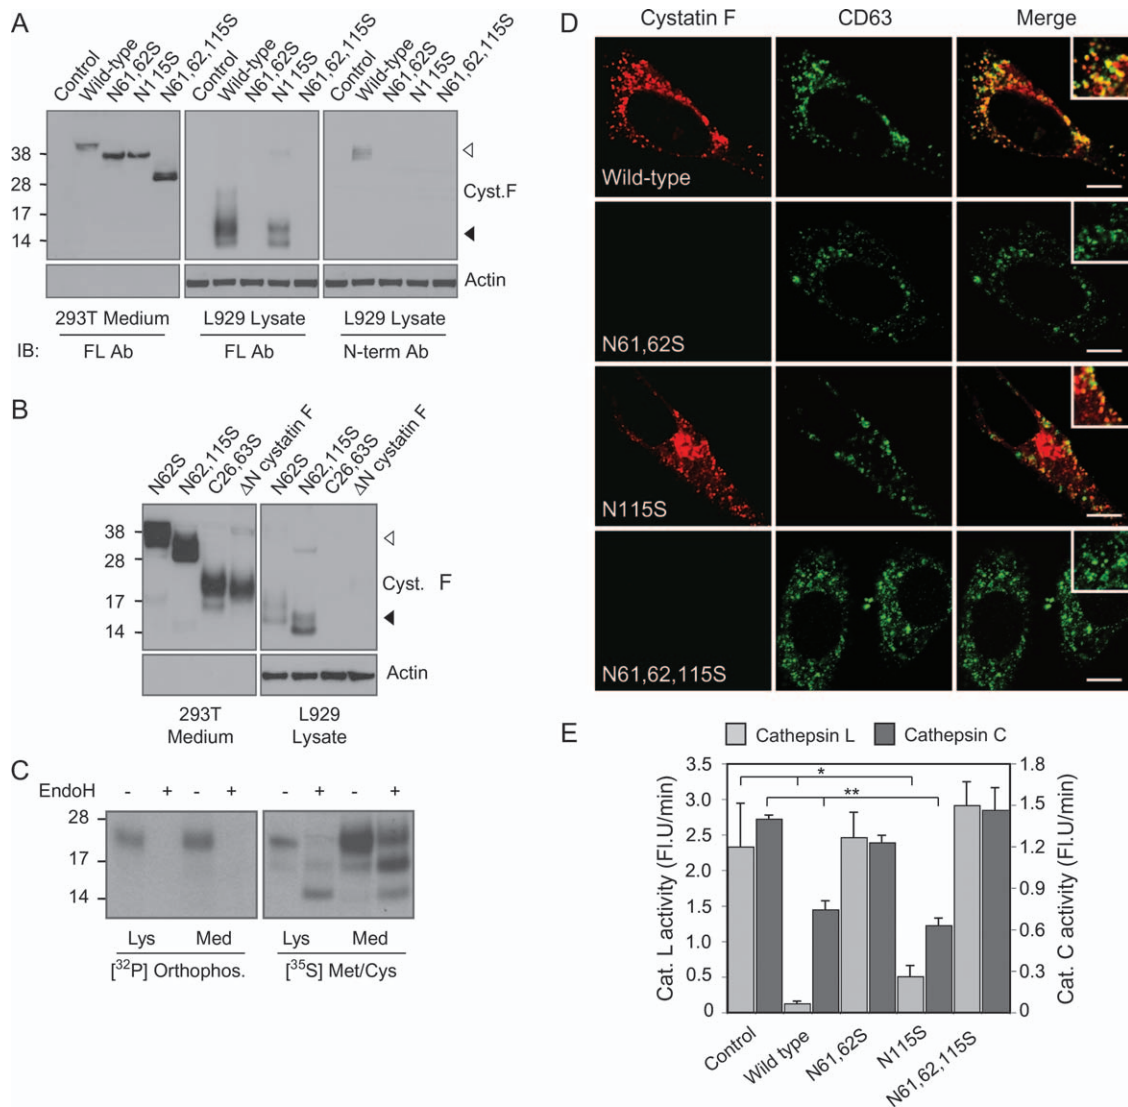 A
Control
Wild-type
N61,62S
N115S
N61,62,115S
Control
Wild-type
N61,62S
N115S
N61,62,115S
Control
Wild-type
N61,62S
N115S
N61,62,115S
38
28
17
14
Cyst.F
Actin
293T Medium
L929 Lysate
L929 Lysate
IB:
FL Ab
FL Ab
N-term Ab
B
N62S
N62,115S
C26,63S
ΔN cystatin F
N62S
N62,115S
C26,63S
ΔN cystatin F
38
28
17
14
Cyst. F
Actin
293T
Medium
L929
Lysate
C
EndoH
- + - +
- + - +
28
17
14
Lys Med
Lys Med
[³²P] Orthophos.
[³⁵S] Met/Cys
D
Cystatin F
CD63
Merge
Wild-type
N61,62S
N115S
N61,62,115S
E
Cathepsin L
Cathepsin C
Cat. L activity (Fl.U/min)
3.5
3.0
2.5
2.0
1.5
1.0
0.5
0
*
**
1.8
1.5
1.2
0.9
0.6
0.3
0
Cat. C activity (Fl.U/min)
Control
Wild type
N61,62S
N115S
N61,62,115S